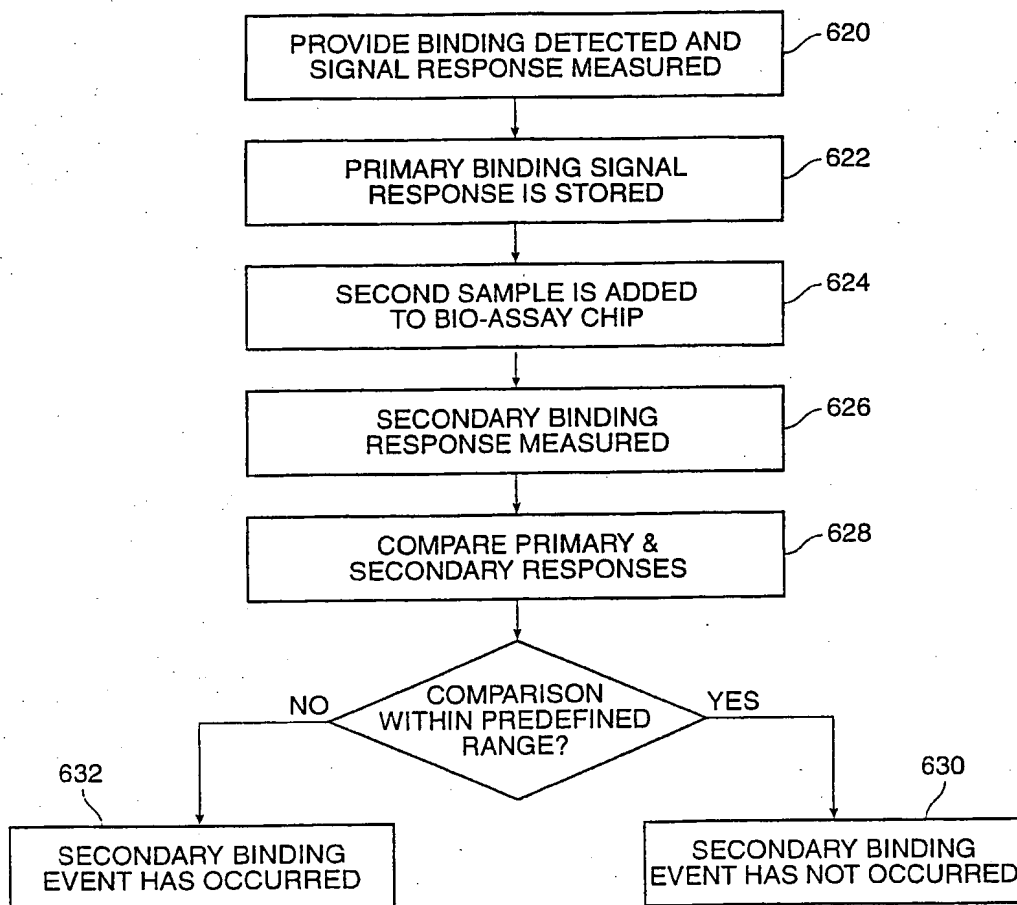 PROVIDE BINDING DETECTED AND
SIGNAL RESPONSE MEASURED
620
PRIMARY BINDING SIGNAL
RESPONSE IS STORED
622
SECOND SAMPLE IS ADDED
TO BIO-ASSAY CHIP
624
SECONDARY BINDING
RESPONSE MEASURED
626
COMPARE PRIMARY &
SECONDARY RESPONSES
628
COMPARISON
WITHIN PREDEFINED
RANGE?
NO
YES
632
SECONDARY BINDING
EVENT HAS OCCURRED
630
SECONDARY BINDING
EVENT HAS NOT OCCURRED